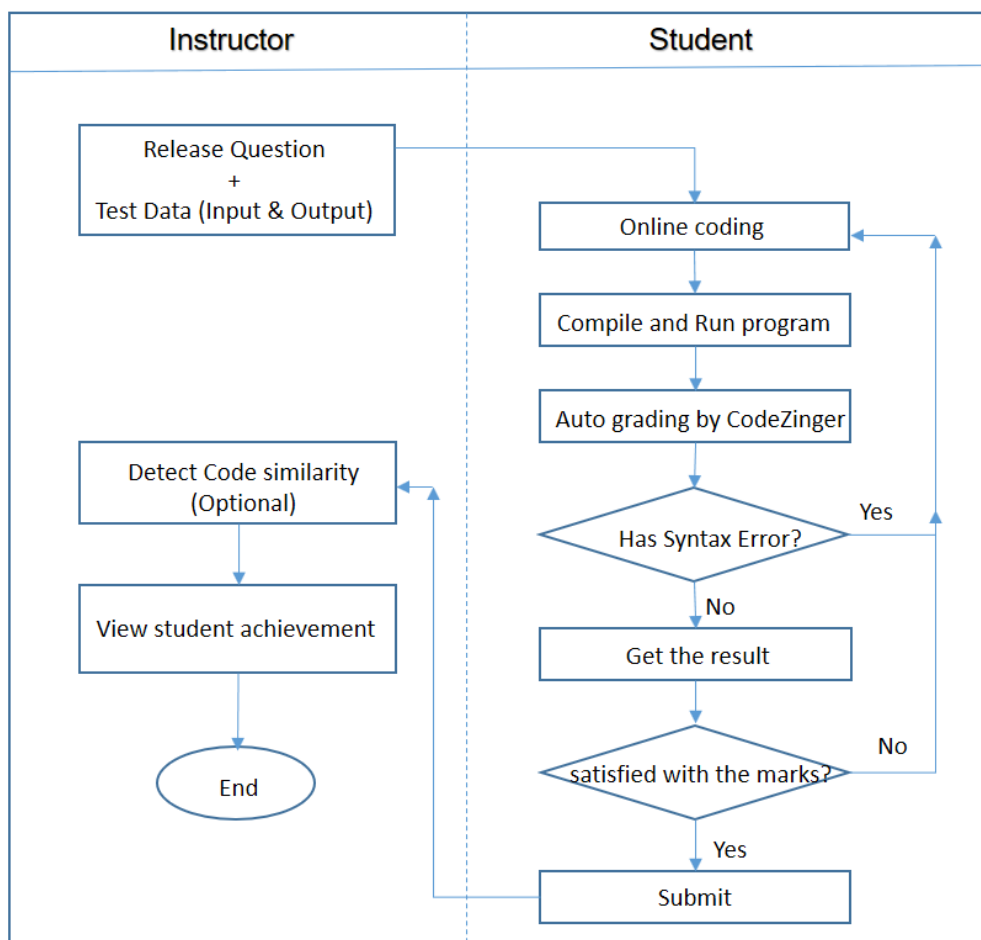 Instructor
Student
Release Question
+
Test Data (Input & Output)
Online coding
Compile and Run program
Auto grading by CodeZinger
Detect Code similarity
(Optional)
Has Syntax Error?
Yes
No
View student achievement
Get the result
satisfied with the marks?
No
End
Yes
Submit